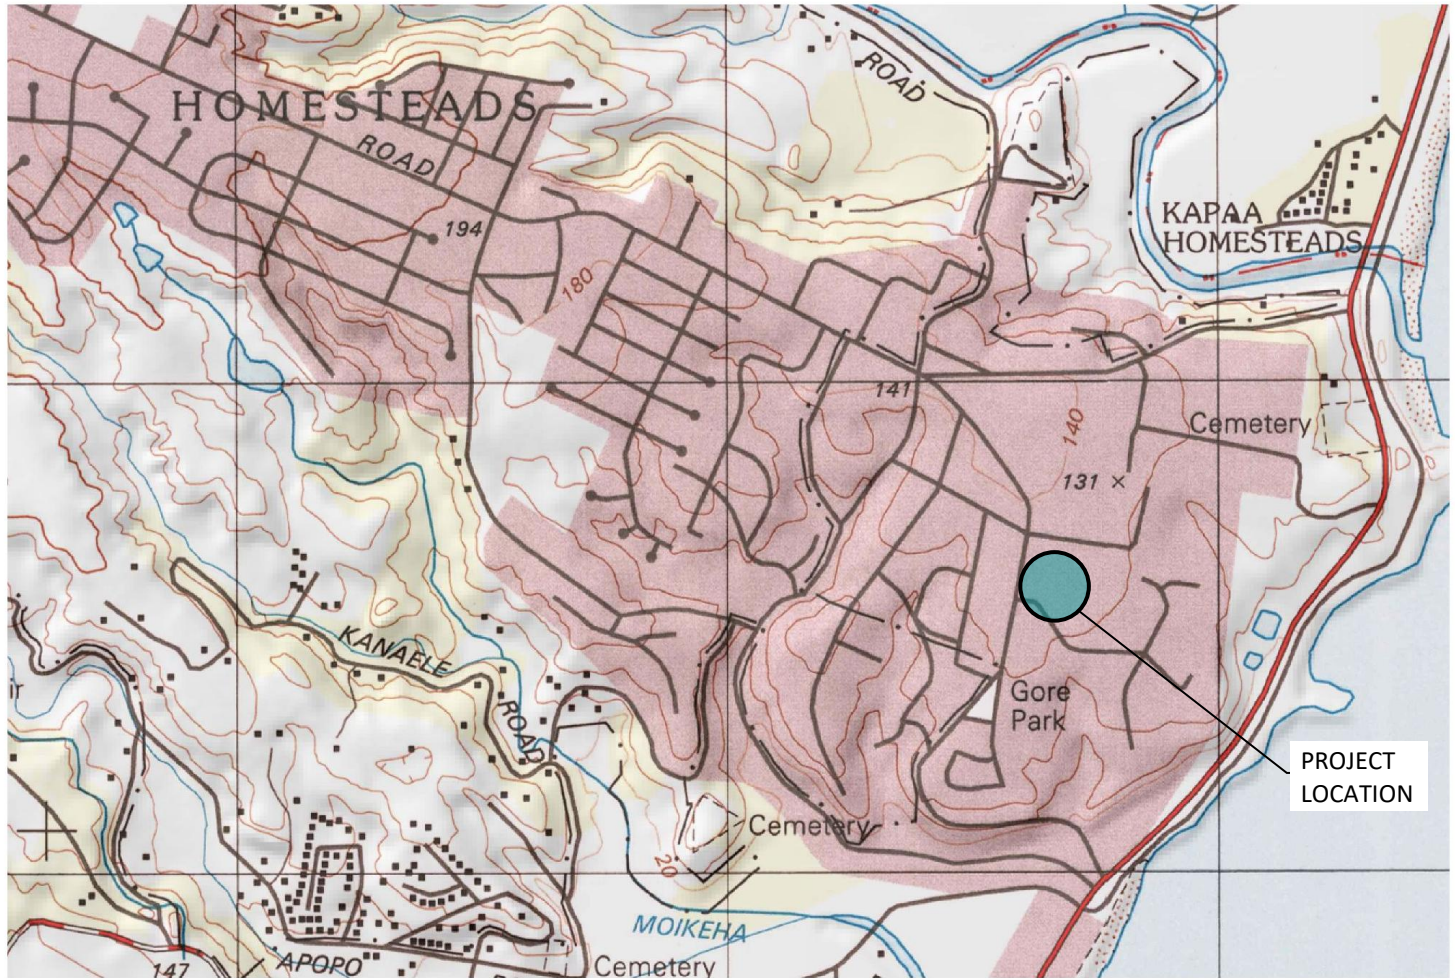 ROAD
HOMESTEADS
ROAD
194
KAPAA
HOMESTEADS
180
141
140
Cemetery
131 ×
KANAELE
ROAD
ir
Gore
Park
PROJECT
LOCATION
Cemetery
20
MOIKEHA
147
APOPO
Cemetery